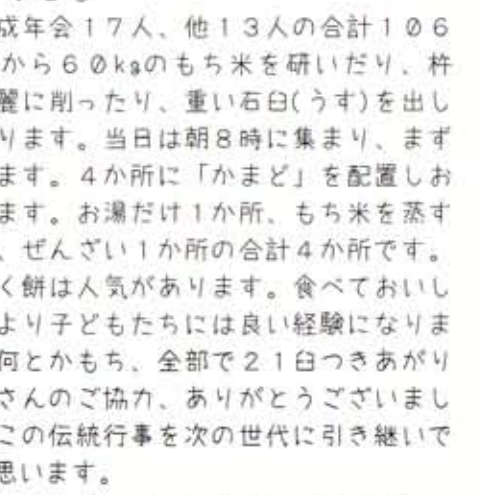 成年会１７人、他１３人の合計１０６
から６０kgのもち米を研いだり、杵
麗に削ったり、重い石臼(うす)を出し
ります。当日は朝８時に集まり、まず
ます。４か所に「かまど」を配置しお
ます。お湯だけ１か所、もち米を蒸す
、ぜんざい１か所の合計４か所です。
く餅は人気があります。食べておいし
より子どもたちには良い経験になりま
何とかもち、全部で２１臼つきあがり
さんのご協力、ありがとうございまし
この伝統行事を次の世代に引き継いで
思います。